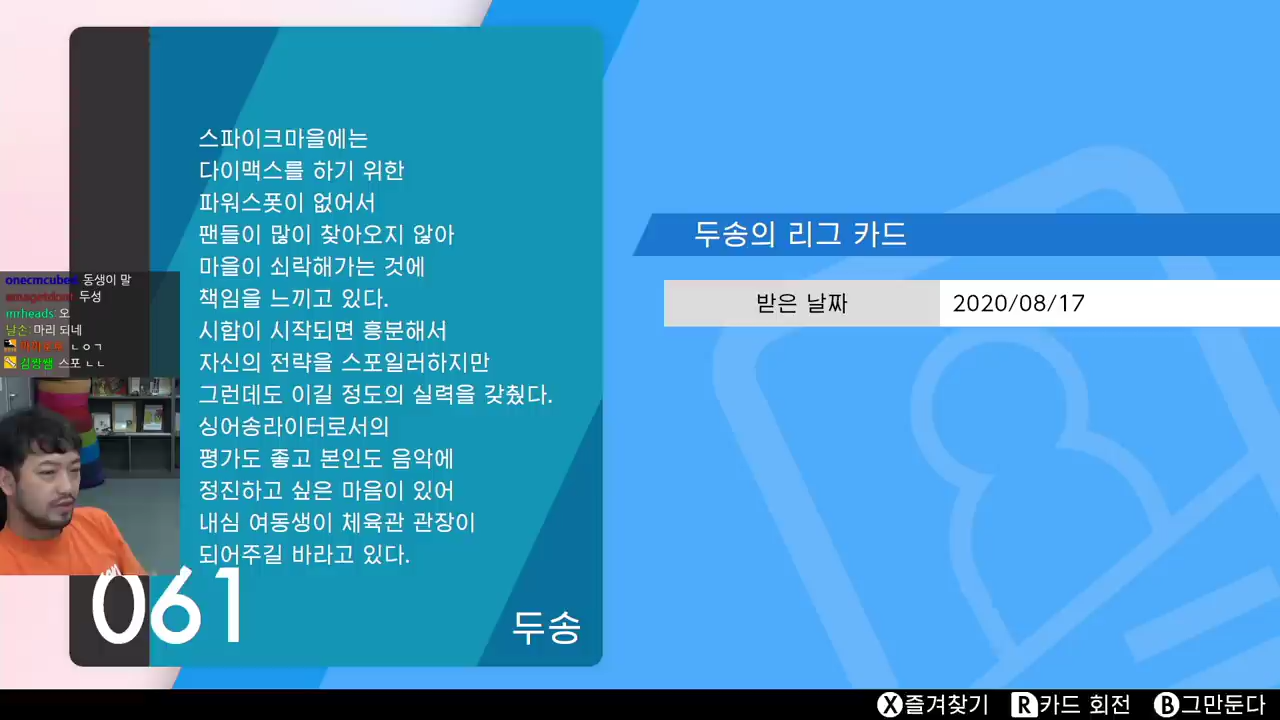 스파이크마을에는
다이맥스를 하기 위한
파워스폿이 없어서
팬들이 많이 찾아오지 않아
마을이 쇠락해가는 것에
책임을 느끼고 있다.
시합이 시작되면 흥분해서
자신의 전략을 스포일러하지만
그런데도 이길 정도의 실력을 갖췄다.
싱어송라이터로서의
평가도 좋고 본인도 음악에
정진하고 싶은 마음이 있어
내심 여동생이 체육관 관장이
되어주길 바라고 있다.
061
두송
두송의 리그 카드
받은 날짜 2020/08/17
동생이 말
두성
mrheads: 오
날손: 마리 되네
ㄴㅇㄱ
김짱쌤 스포 ㄴㄴ
X즐겨찾기 R카드 회전 B그만둔다